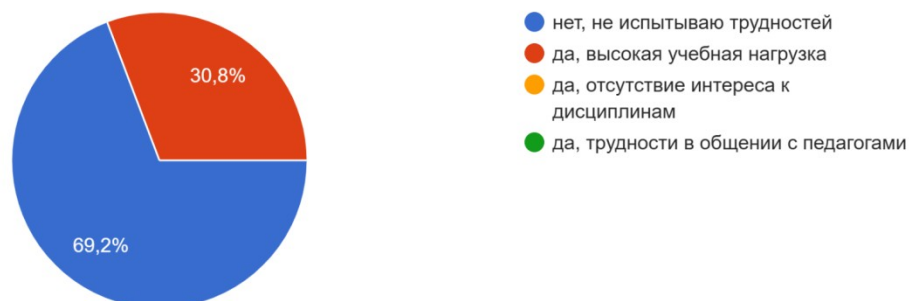 30,8%
69,2%
нет, не испытываю трудностей
да, высокая учебная нагрузка
да, отсутствие интереса к
дисциплинам
да, трудности в общении с педагогами